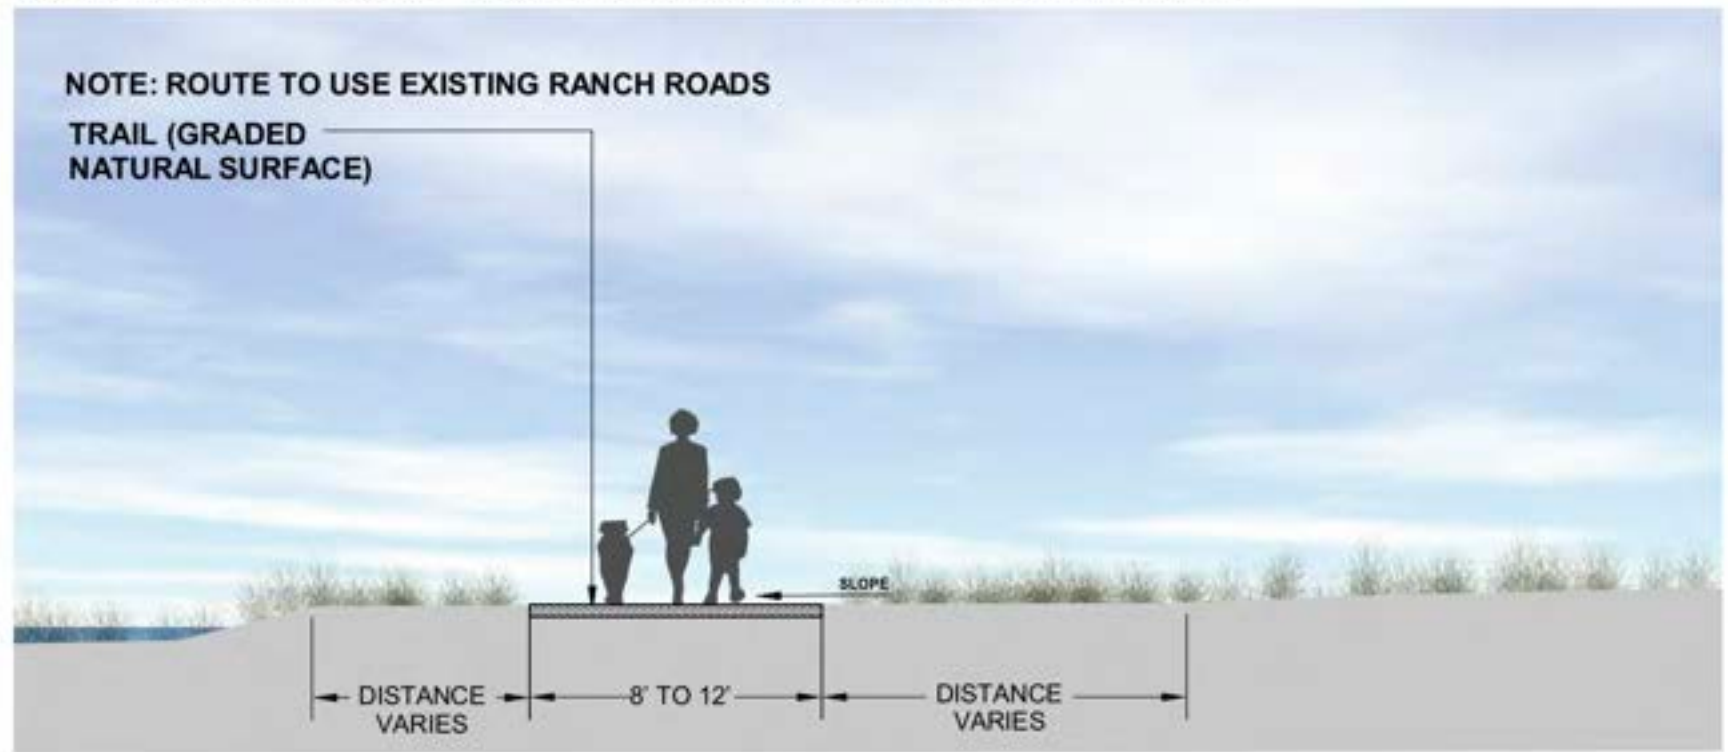 NOTE: ROUTE TO USE EXISTING RANCH ROADS
TRAIL (GRADED
NATURAL SURFACE)
SLOPE
DISTANCE
VARIES
8' TO 12'
DISTANCE
VARIES